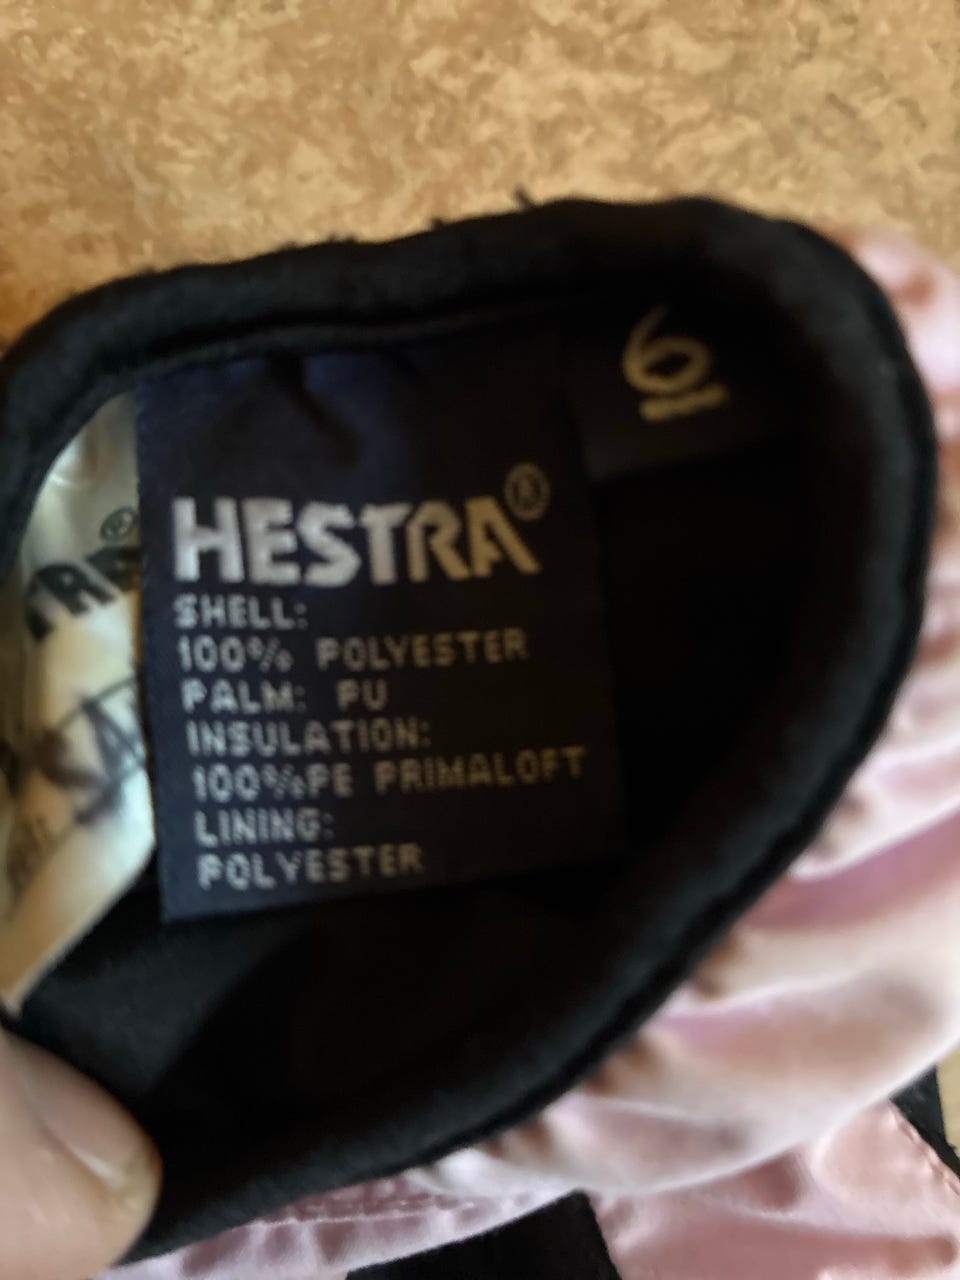 6
HESTRA®
SHELL:
100% POLYESTER
PALM: PU
INSULATION:
100%PE PRIMALOFT
LINING:
POLYESTER